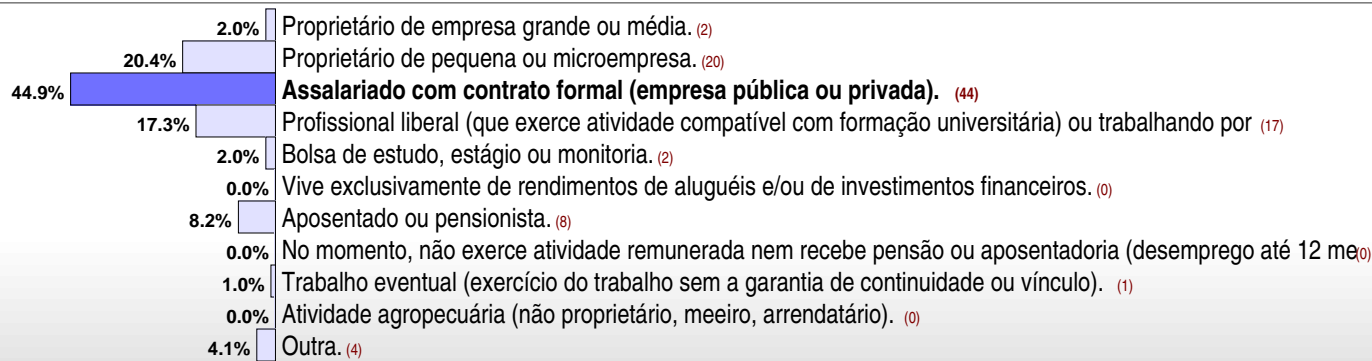 2.0% Proprietário de empresa grande ou média. (2)
20.4% Proprietário de pequena ou microempresa. (20)
44.9% Assalariado com contrato formal (empresa pública ou privada). (44)
17.3% Profissional liberal (que exerce atividade compatível com formação universitária) ou trabalhando por (17)
2.0% Bolsa de estudo, estágio ou monitoria. (2)
0.0% Vive exclusivamente de rendimentos de aluguéis e/ou de investimentos financeiros. (0)
8.2% Aposentado ou pensionista. (8)
0.0% No momento, não exerce atividade remunerada nem recebe pensão ou aposentadoria (desemprego até 12 me(0)
1.0% Trabalho eventual (exercício do trabalho sem a garantia de continuidade ou vínculo). (1)
0.0% Atividade agropecuária (não proprietário, meeiro, arrendatário). (0)
4.1% Outra. (4)